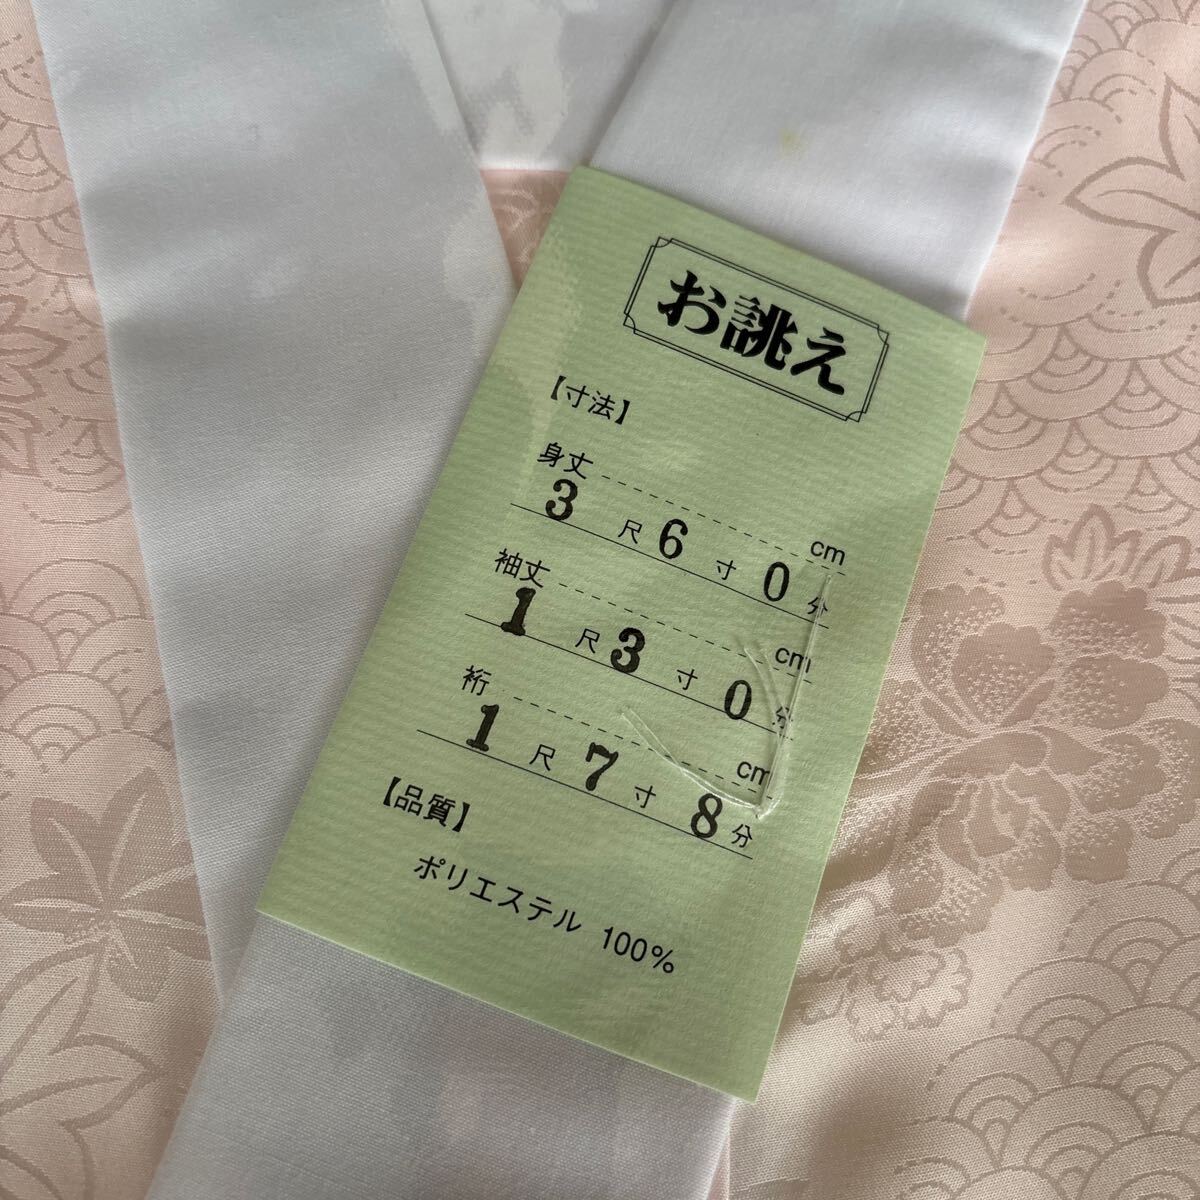 お誂え
【寸法】
身丈 cm
3尺6寸0分
袖丈 cm
1尺3寸0分
裄 cm
1尺7寸8分
【品質】
ポリエステル 100%